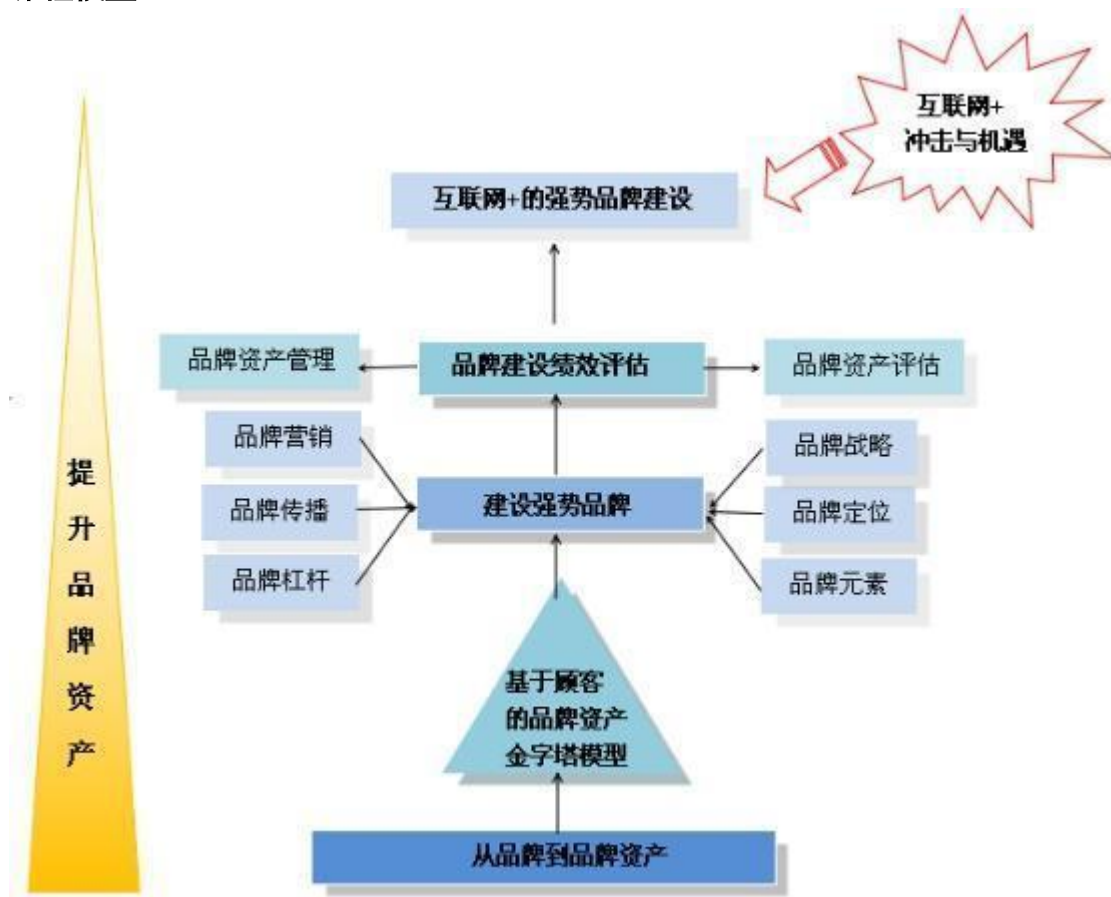 互联网+
冲击与机遇
互联网+的强势品牌建设
品牌资产管理
品牌建设绩效评估
品牌资产评估
品牌营销
品牌战略
品牌传播
建设强势品牌
品牌定位
品牌杠杆
品牌元素
基于顾客
的品牌资产
金字塔模型
从品牌到品牌资产
提
升
品
牌
资
产